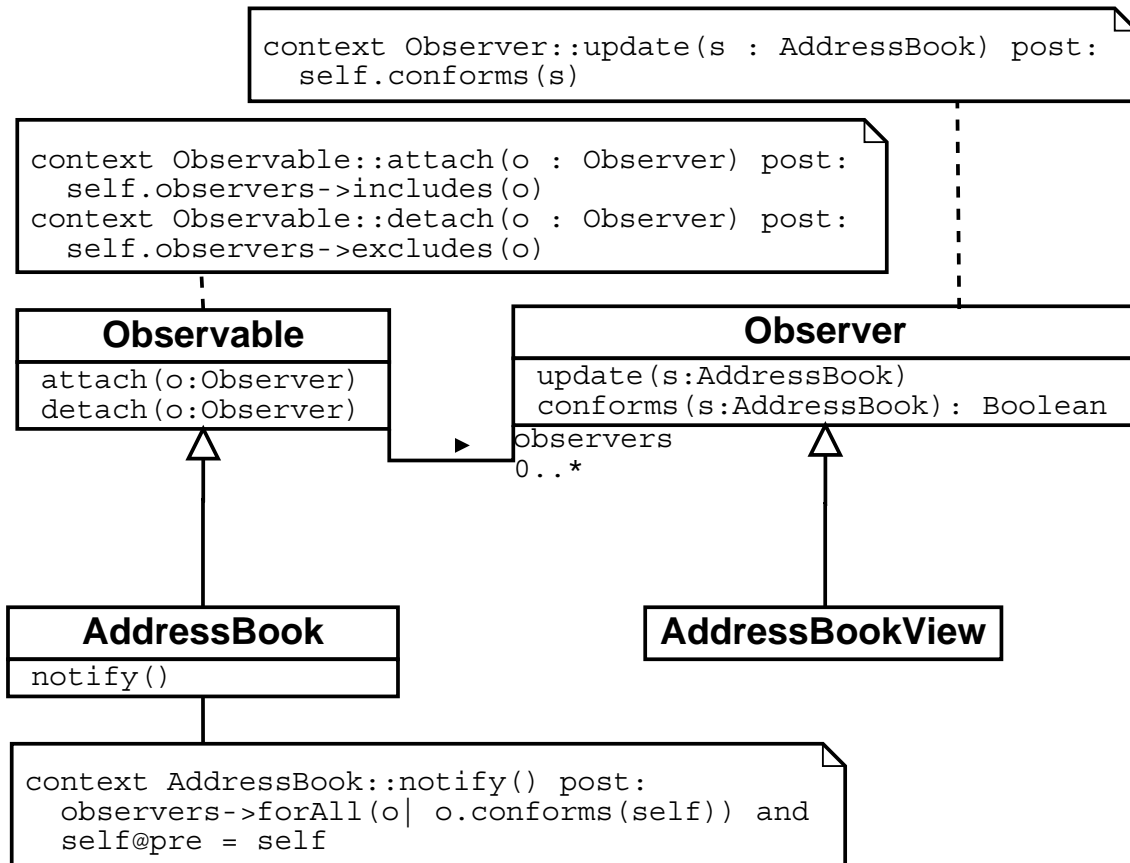 context Observer::update(s : AddressBook) post:
  self.conforms(s)
context Observable::attach(o : Observer) post:
  self.observers->includes(o)
context Observable::detach(o : Observer) post:
  self.observers->excludes(o)
Observable
attach(o:Observer)
detach(o:Observer)
Observer
update(s:AddressBook)
conforms(s:AddressBook): Boolean
observers
0..*
AddressBook
notify()
AddressBookView
context AddressBook::notify() post:
  observers->forAll(o| o.conforms(self)) and
  self@pre = self